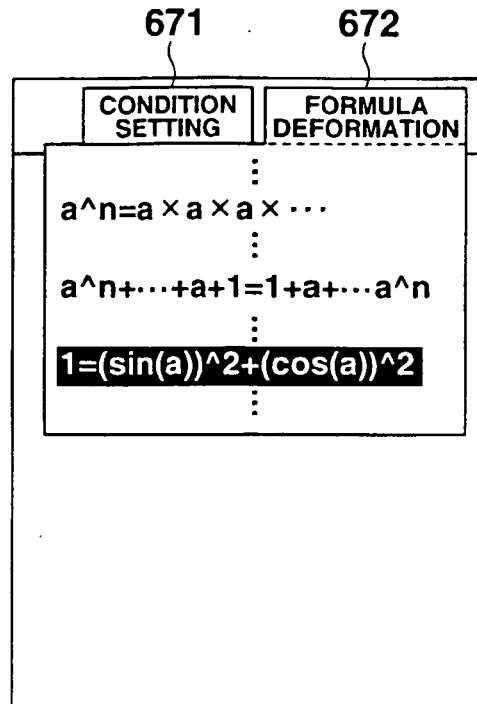 671 672
CONDITION SETTING
FORMULA DEFORMATION
a^n=a×a×a×···
a^n+···+a+1=1+a+···a^n
1=(sin(a))^2+(cos(a))^2